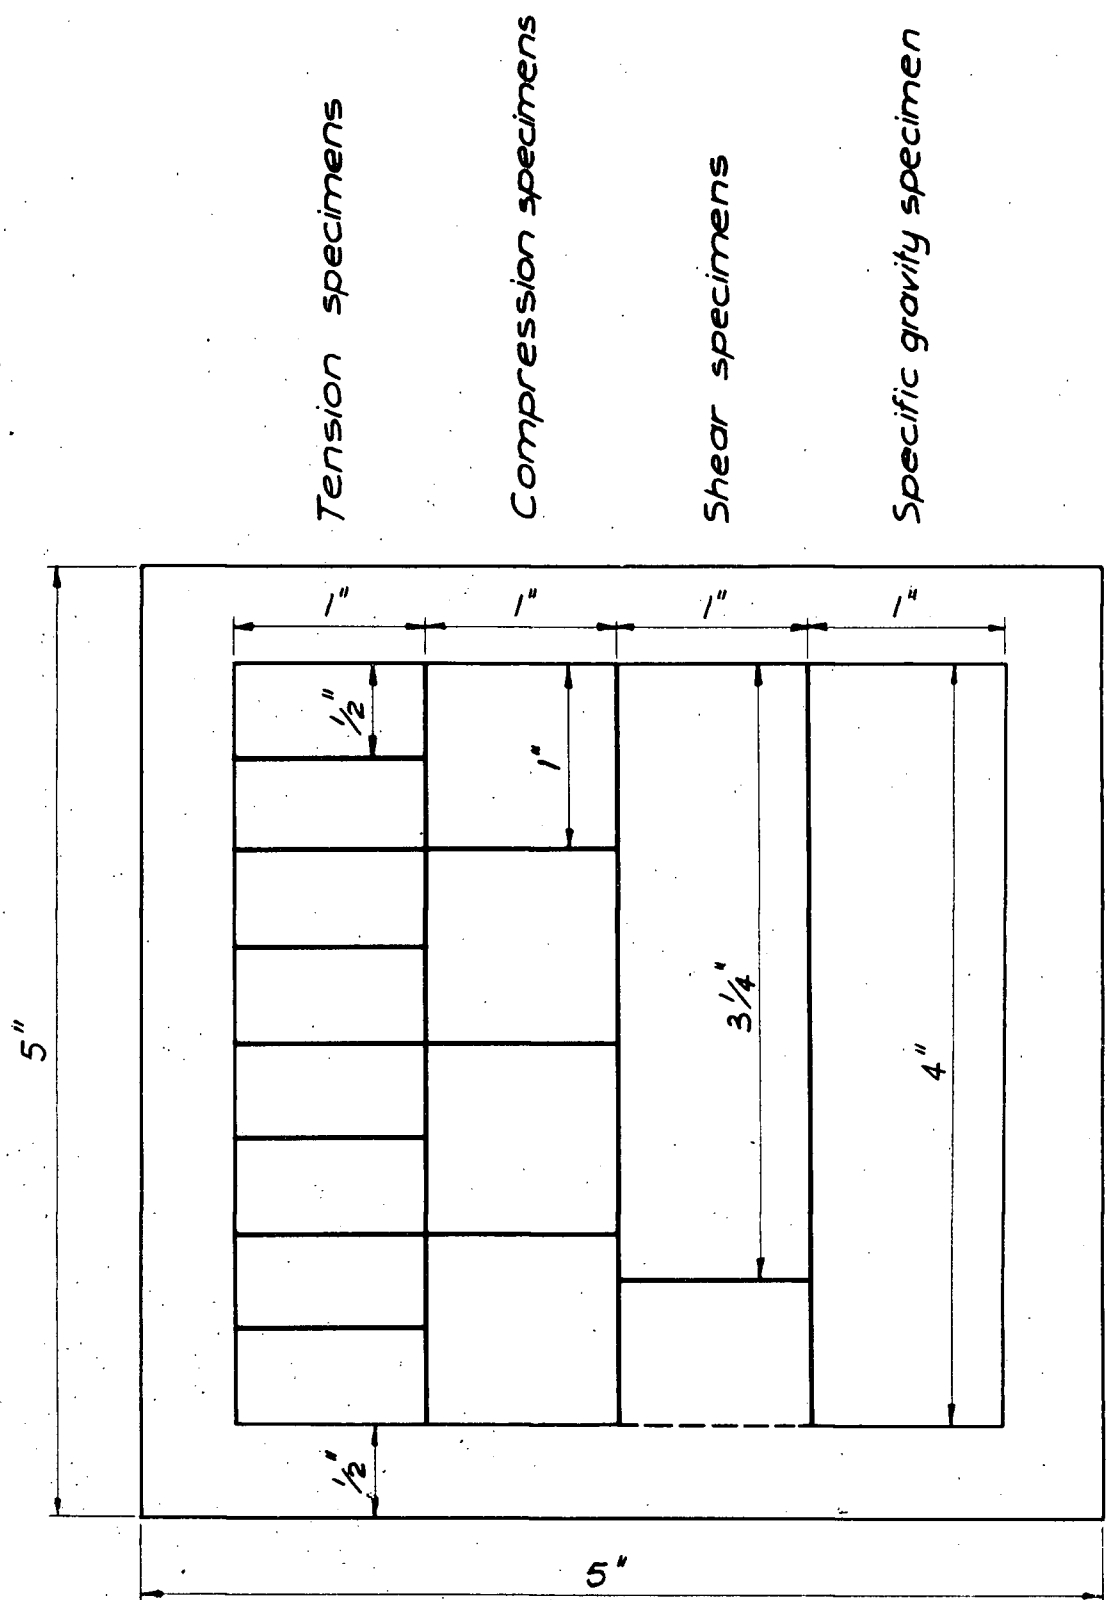 Tension specimens
Compression specimens
Shear specimens
Specific gravity specimen
5"
1"
1"
1"
1"
1/2"
1"
3 1/4"
4"
1/2"
5"